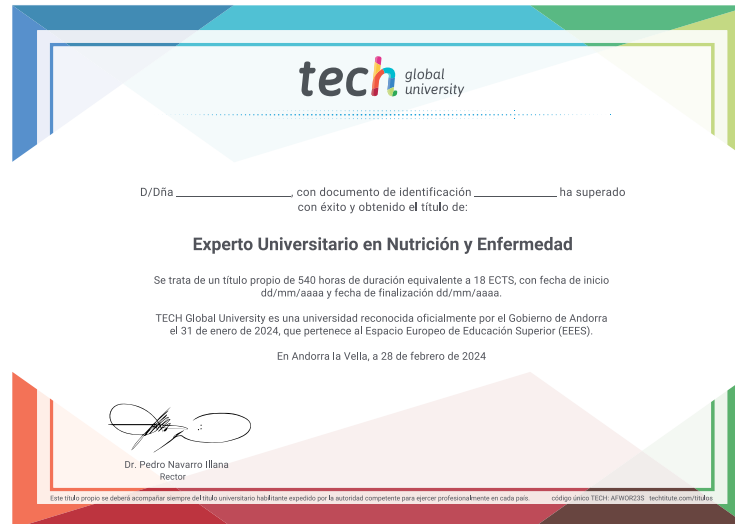 tech global university
D/Dña ______________, con documento de identificación ______________ ha superado
con éxito y obtenido el título de:
Experto Universitario en Nutrición y Enfermedad
Se trata de un título propio de 540 horas de duración equivalente a 18 ECTS, con fecha de inicio
dd/mm/aaaa y fecha de finalización dd/mm/aaaa.
TECH Global University es una universidad reconocida oficialmente por el Gobierno de Andorra
el 31 de enero de 2024, que pertenece al Espacio Europeo de Educación Superior (EEES).
En Andorra la Vella, a 28 de febrero de 2024
Dr. Pedro Navarro Illana
Rector
Este título propio se deberá acompañar siempre del título universitario habilitante expedido por la autoridad competente para ejercer profesionalmente en cada país. código único TECH: AFWOR23S techtitute.com/titulos